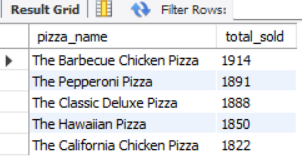 Result Grid Filter Rows:
pizza_name total_sold
The Barbecue Chicken Pizza 1914
The Pepperoni Pizza 1891
The Classic Deluxe Pizza 1888
The Hawaiian Pizza 1850
The California Chicken Pizza 1822